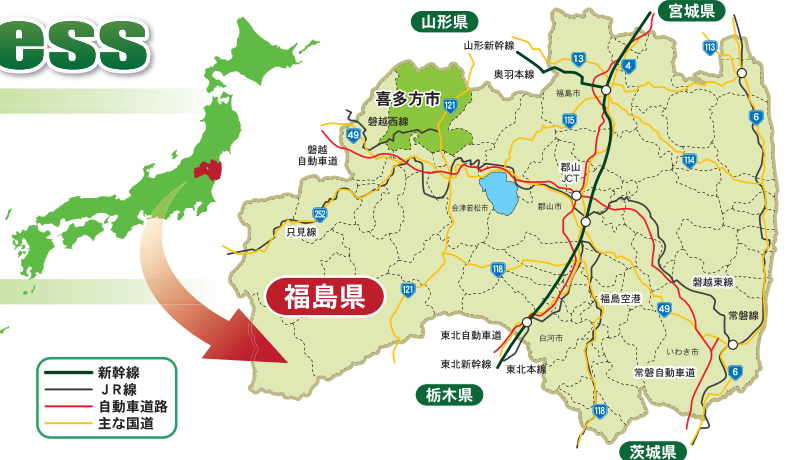 ess
山形県
宮城県
山形新幹線
奥羽本線
13
4
113
福島市
喜多方市
121
磐越西線
49
115
6
磐越
自動車道
114
郡山
JCT
252
会津若松市
郡山市
只見線
118
福島県
121
福島空港
磐越東線
49
常磐線
東北自動車道
白河市
いわき市
東北新幹線
東北本線
常磐自動車道
6
栃木県
118
茨城県
新幹線
JR線
自動車道路
主な国道